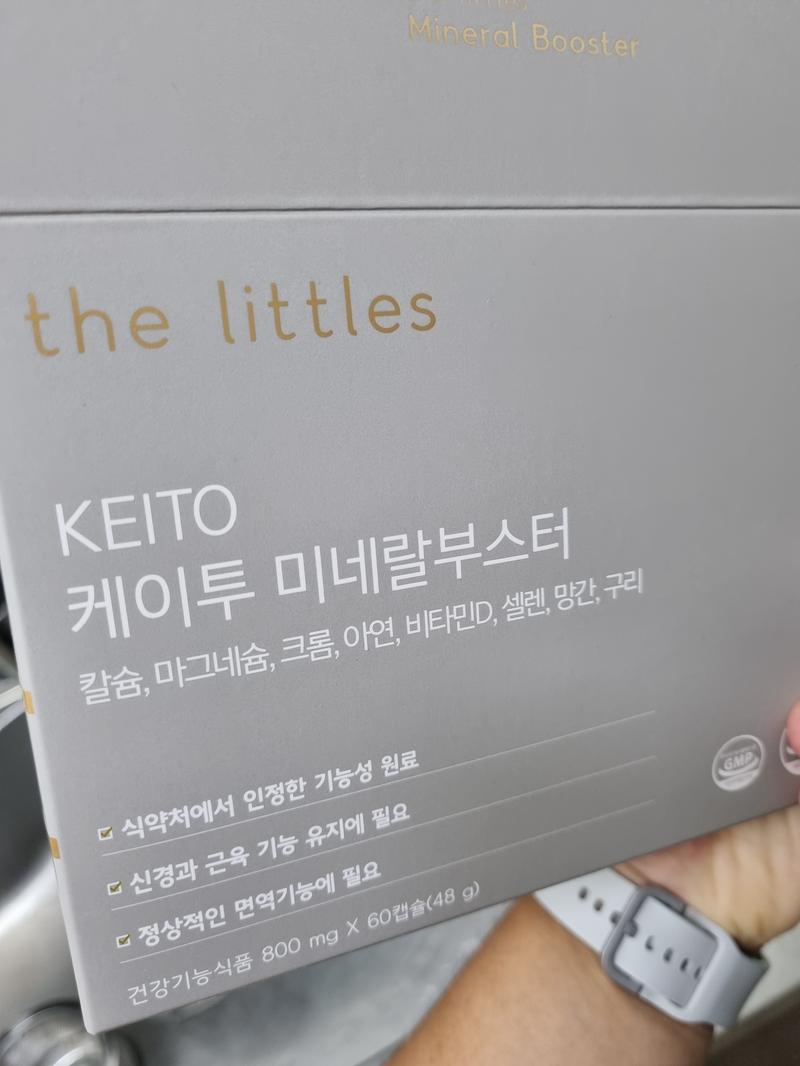 Mineral Booster
the littles
KEITO
케이투 미네랄부스터
칼슘, 마그네슘, 크롬, 아연, 비타민D, 셀렌, 망간, 구리
식약처에서 인정한 기능성 원료
신경과 근육 기능 유지에 필요
정상적인 면역기능에 필요
건강기능식품 800 mg X 60캡슐(48 g)
GMP